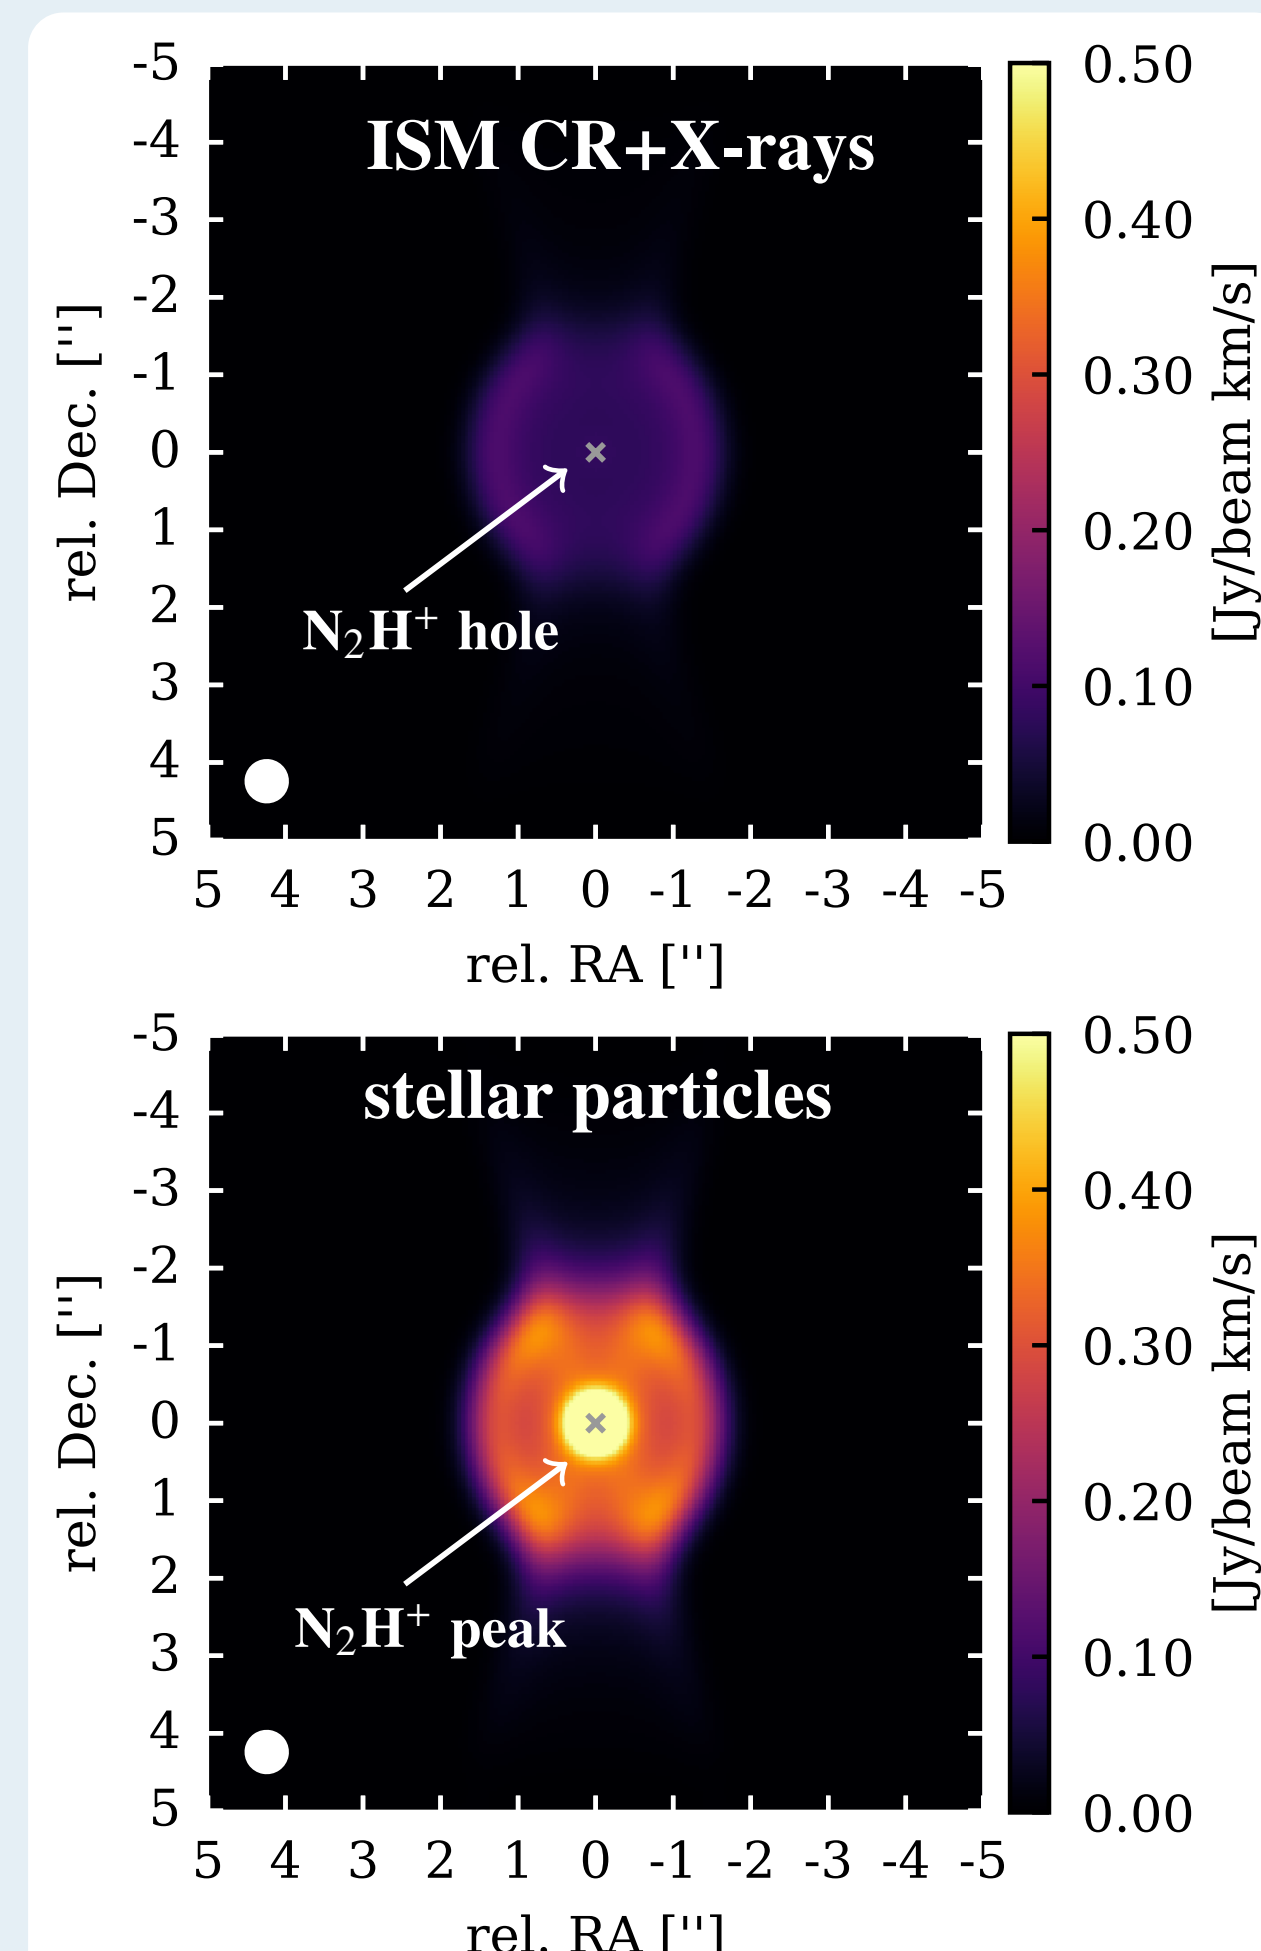 ISM CR+X-rays
-5
-4
-3
-2
-1
0
1
2
3
4
5
rel. Dec. ['']
N₂H⁺ hole
5 4 3 2 1 0 -1 -2 -3 -4 -5
rel. RA ['']
0.50
0.40
0.30
0.20
0.10
0.00
[Jy/beam km/s]
stellar particles
-5
-4
-3
-2
-1
0
1
2
3
4
5
rel. Dec. ['']
N₂H⁺ peak
5 4 3 2 1 0 -1 -2 -3 -4 -5
rel. RA ['']
0.50
0.40
0.30
0.20
0.10
0.00
[Jy/beam km/s]